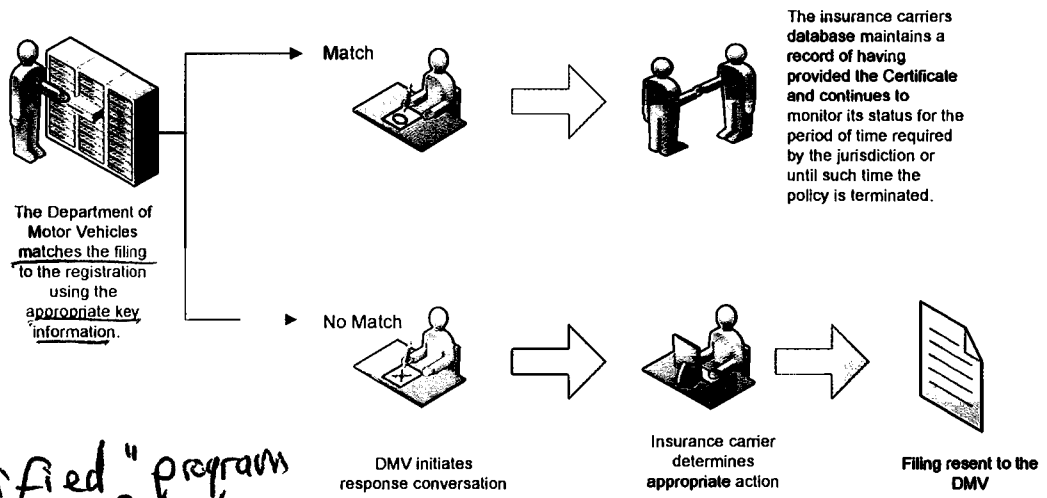 The insurance carriers
database maintains a
record of having
provided the Certificate
and continues to
monitor its status for the
period of time required
by the jurisdiction or
until such time the
policy is terminated.
Match
The Department of
Motor Vehicles
matches the filing
to the registration
using the
appropriate key
information.
No Match
DMV initiates
response conversation
Insurance carrier
determines
appropriate action
Filing resent to the
DMV
fied" program